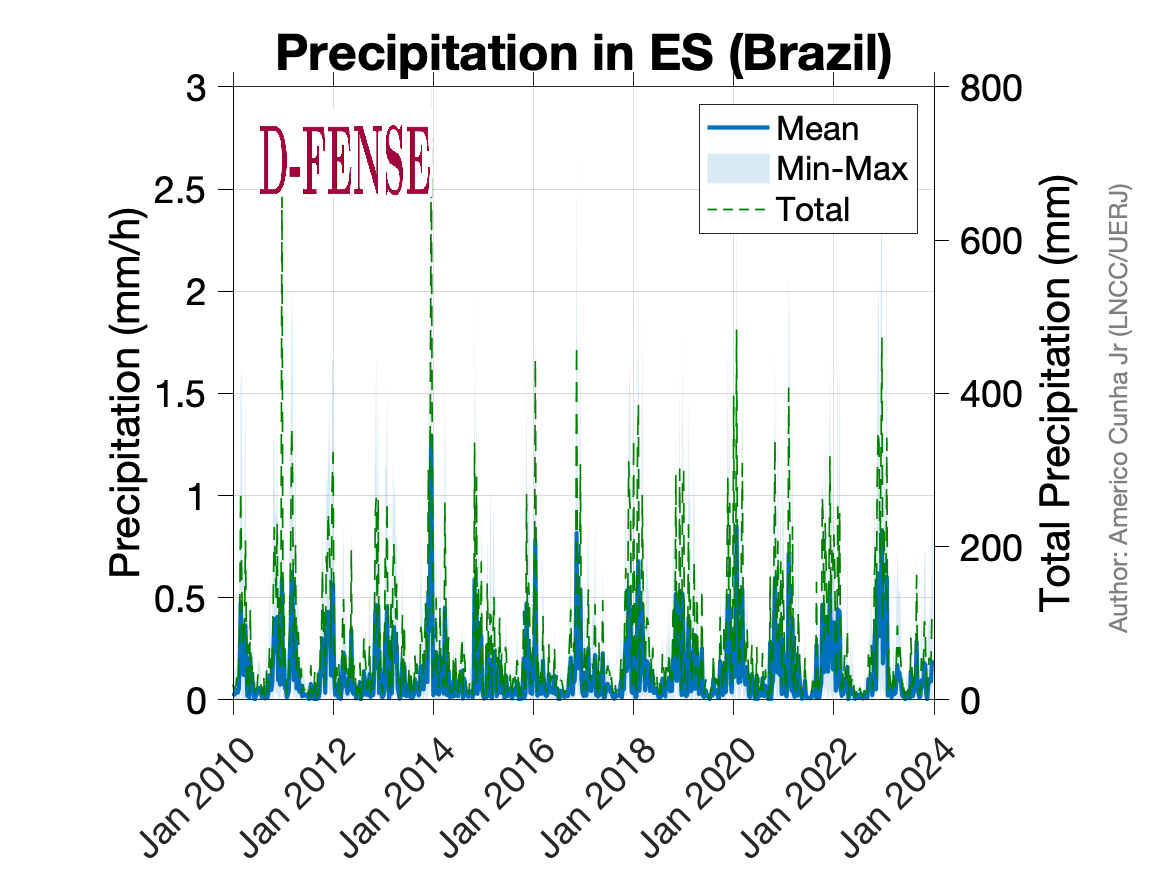 Precipitation in ES (Brazil)
D-FENSE
Mean
Min-Max
Total
Precipitation (mm/h)
3
2.5
2
1.5
1
0.5
0
Total Precipitation (mm)
800
600
400
200
0
Jan 2010
Jan 2012
Jan 2014
Jan 2016
Jan 2018
Jan 2020
Jan 2022
Jan 2024
Author: Americo Cunha Jr (LNCC/UERJ)